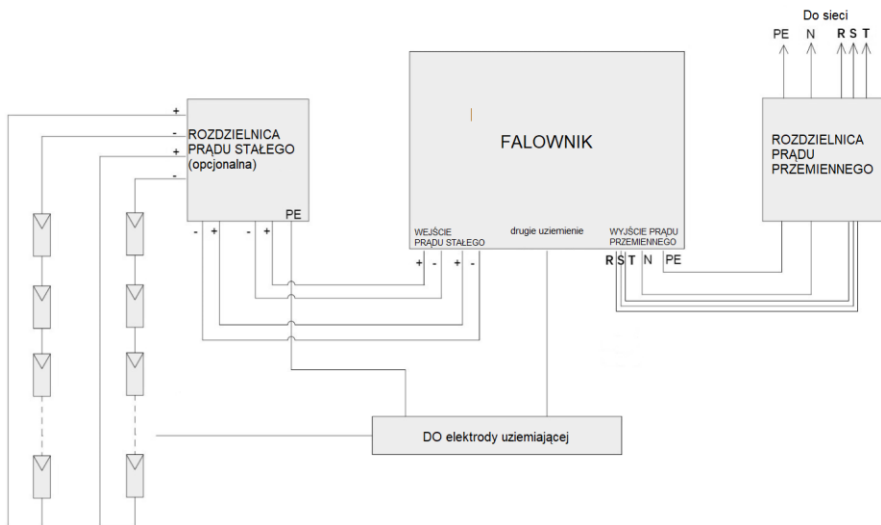 Do sieci
PE N R S T
+
-
+
-
ROZDZIELNICA
PRĄDU STAŁEGO
(opcjonalna)
PE
- + - +
FALOWNIK
WEJŚCIE
PRĄDU STAŁEGO
drugie uziemienie
WYJŚCIE PRĄDU
PRZEMIENNEGO
+ - + -
R S T N PE
ROZDZIELNICA
PRĄDU
PRZEMIENNEGO
DO elektrody uziemiającej